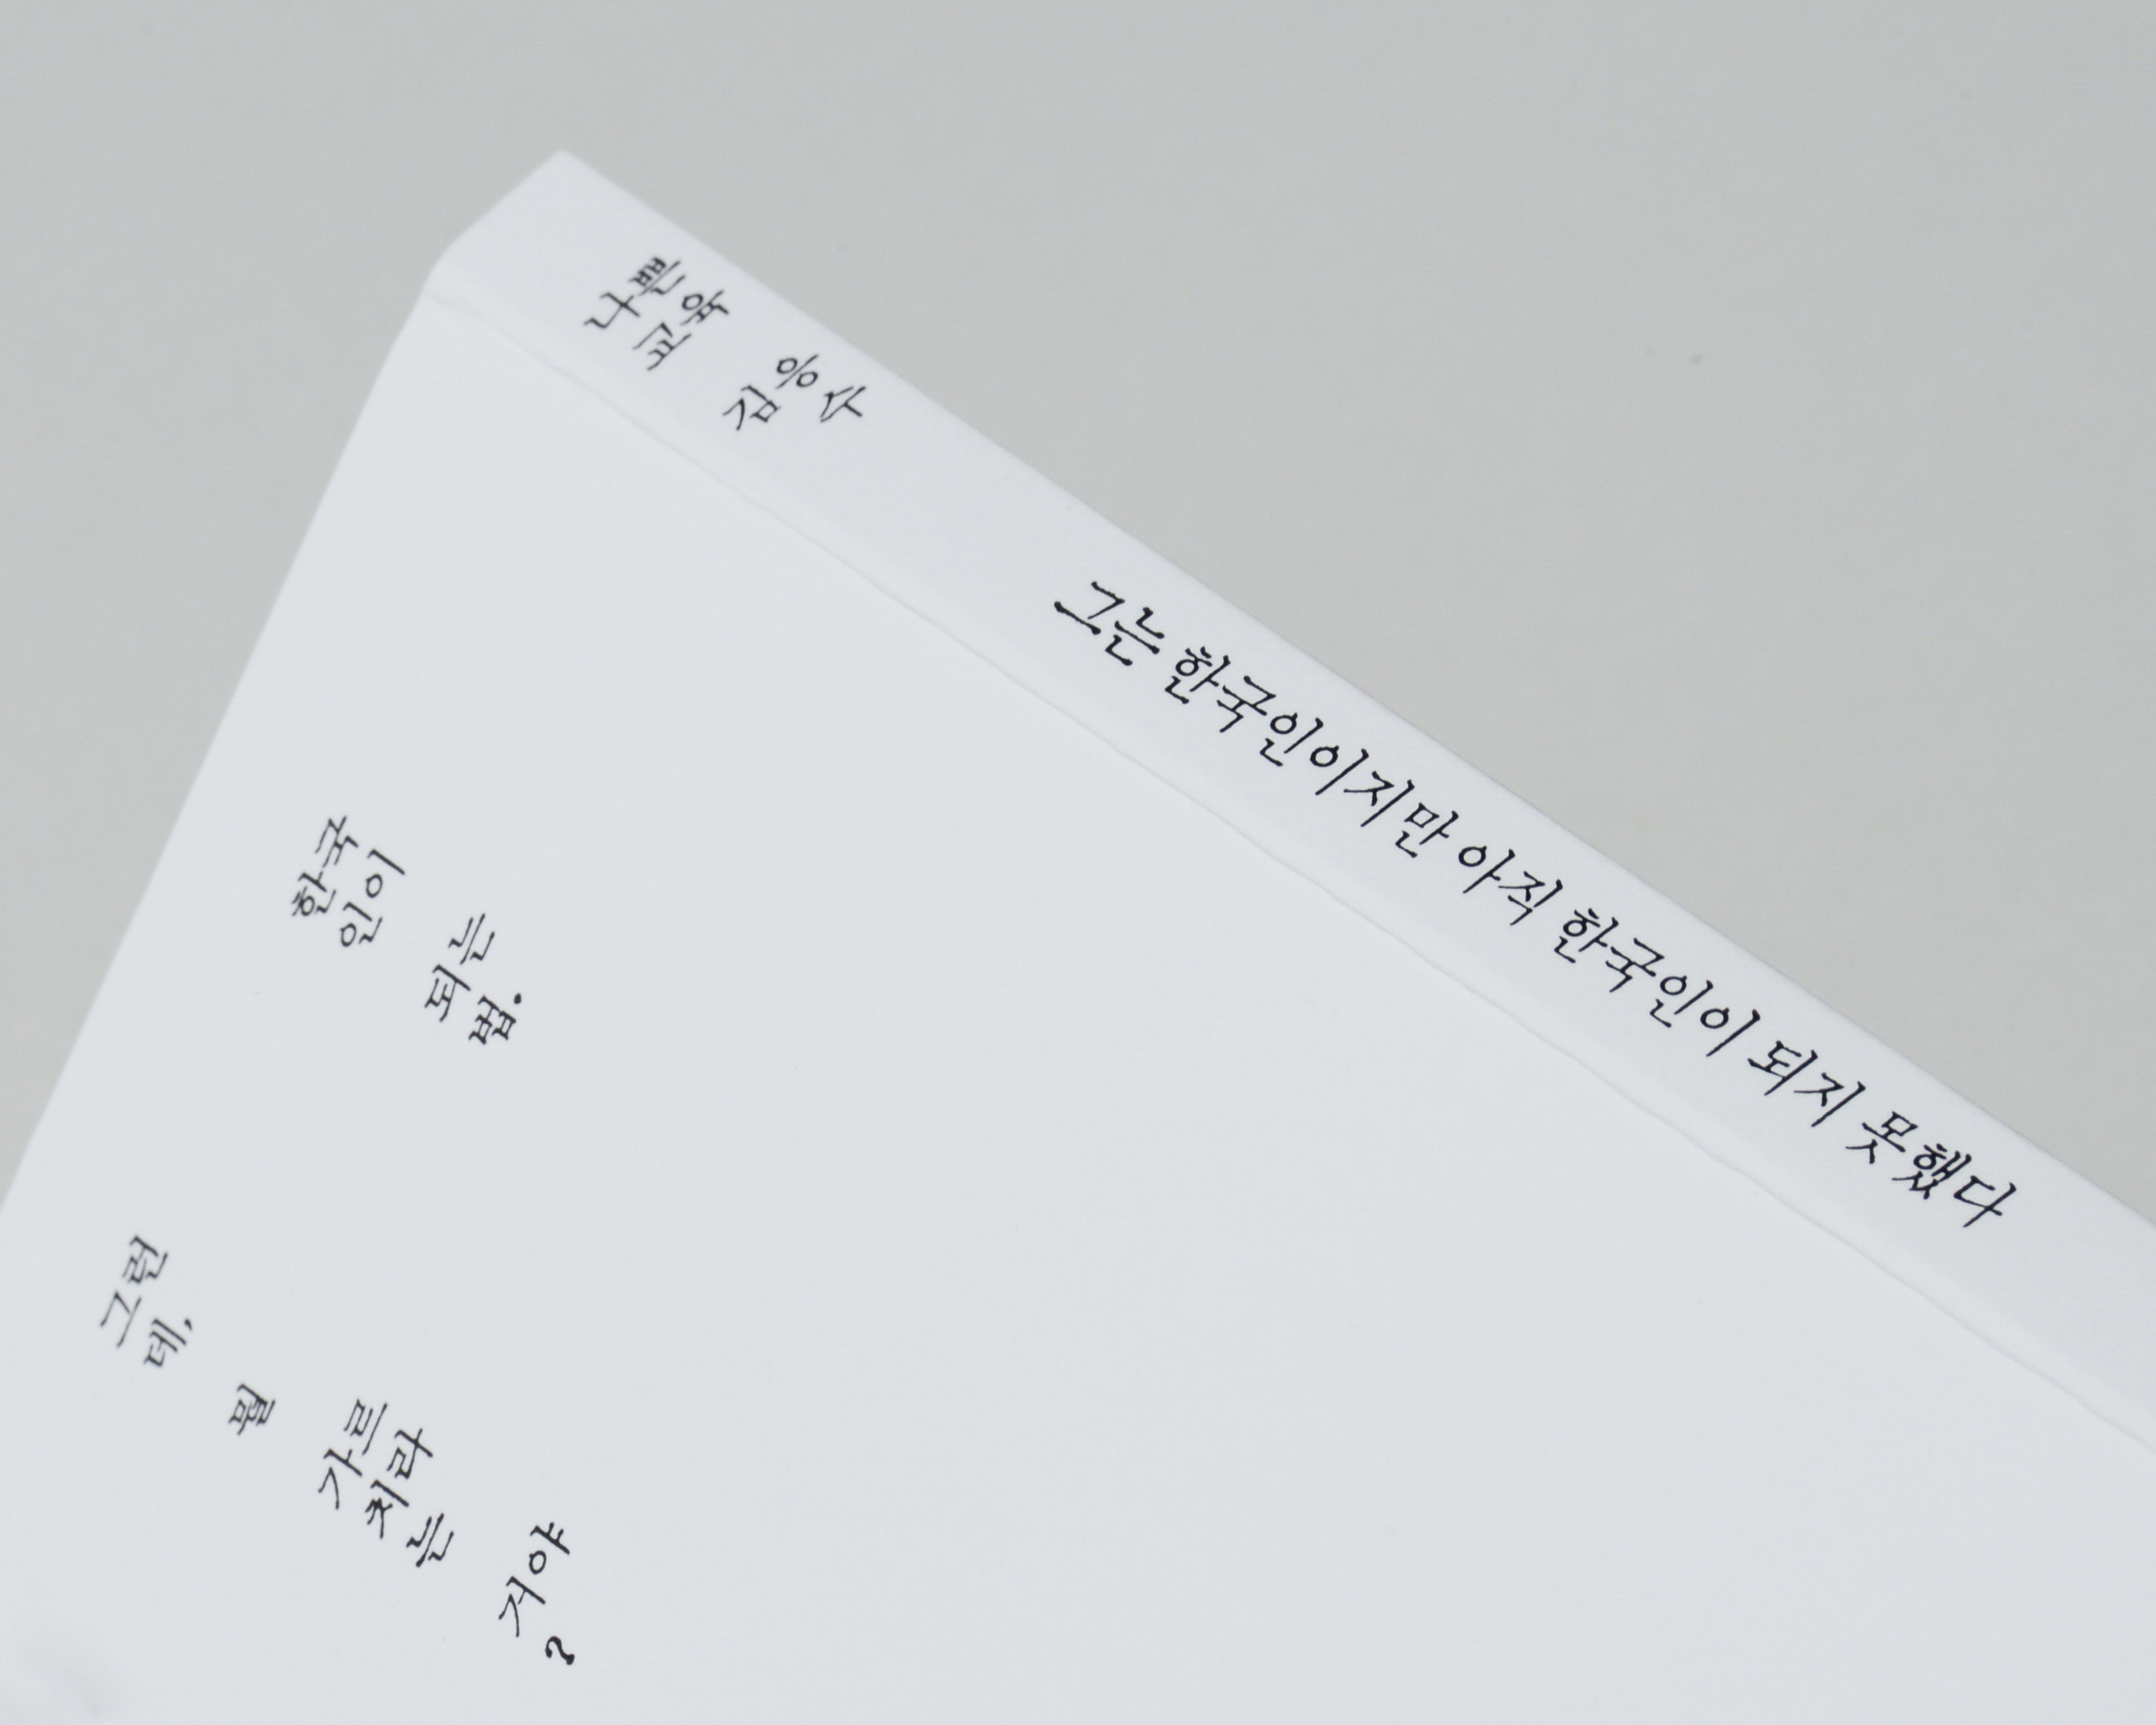 나쁜
교육
김응수
그는 한국인이지만 아직 한국인이 되지 못했다
한국
인이
되는
법.
그런
데,
뭘
가르
치라
는
거야
?